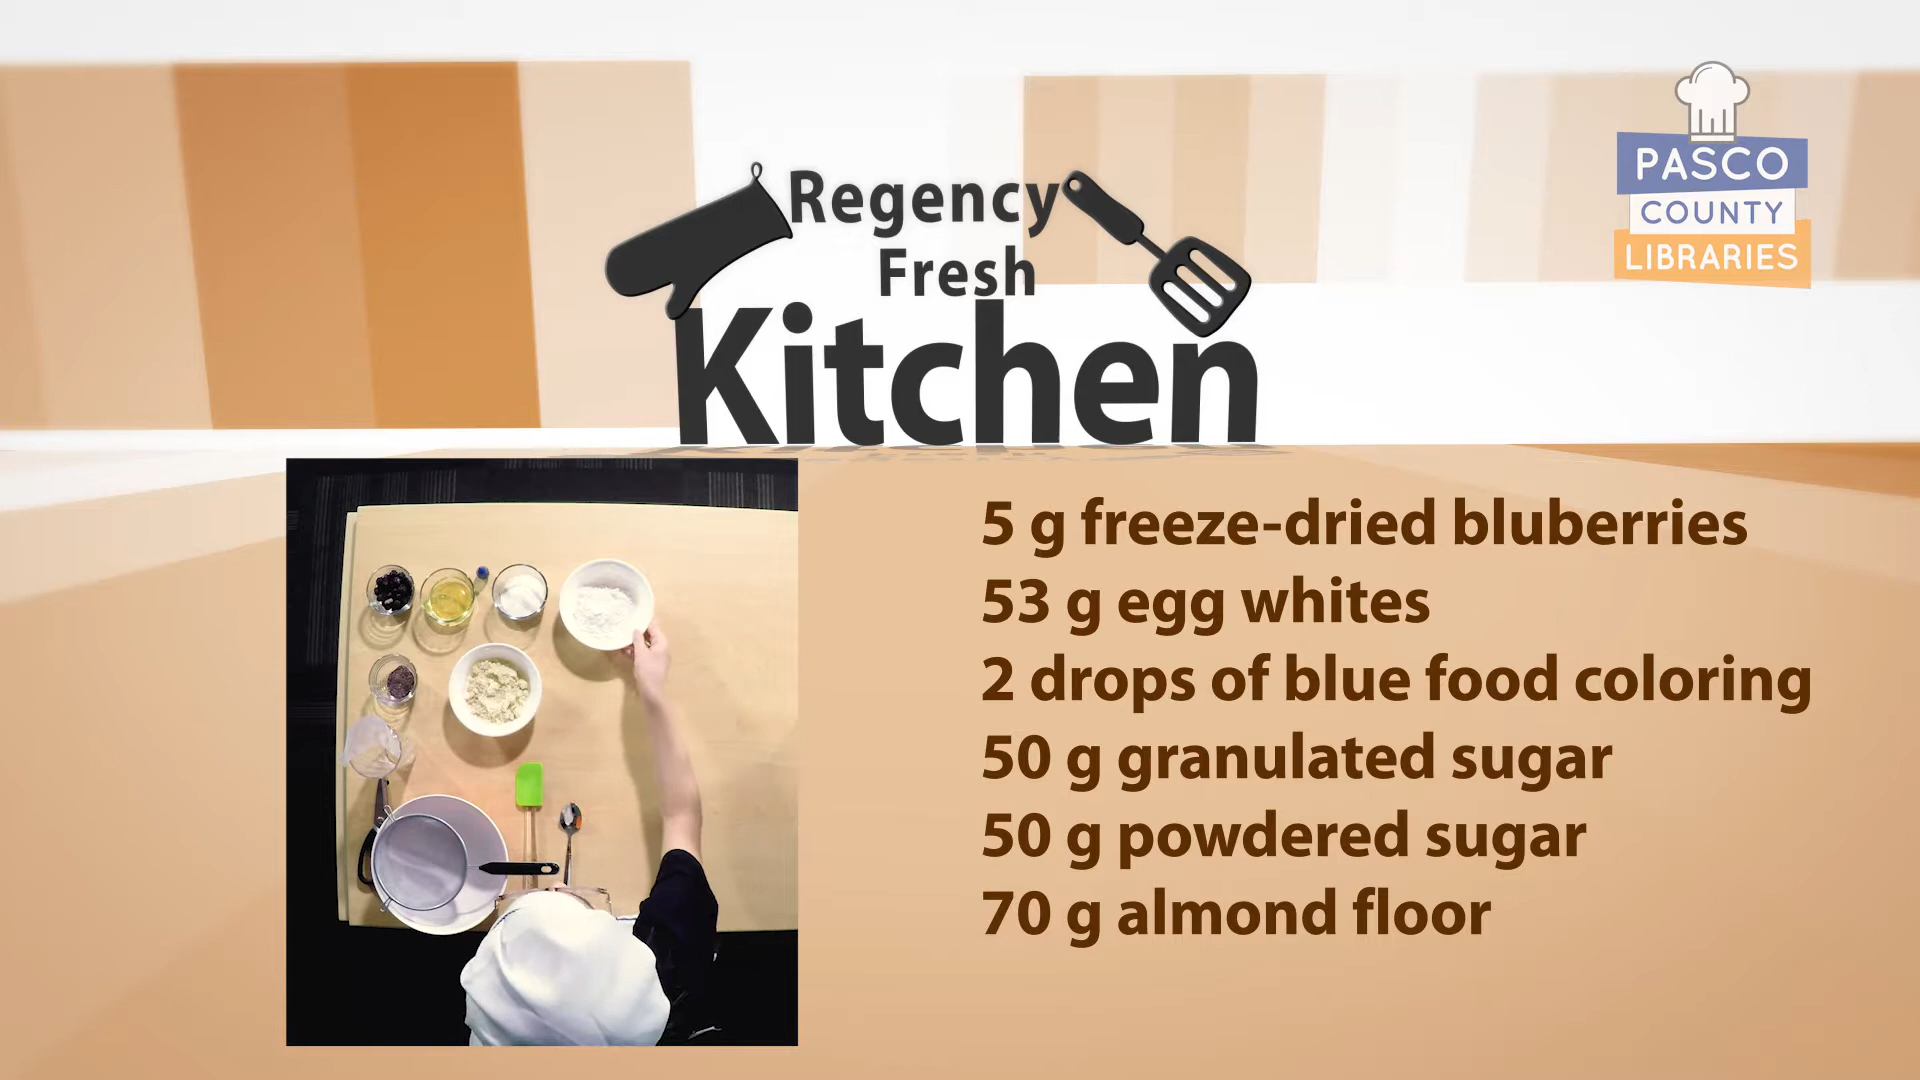 Regency
Fresh
Kitchen
PASCO
COUNTY
LIBRARIES
5 g freeze-dried bluberries
53 g egg whites
2 drops of blue food coloring
50 g granulated sugar
50 g powdered sugar
70 g almond floor